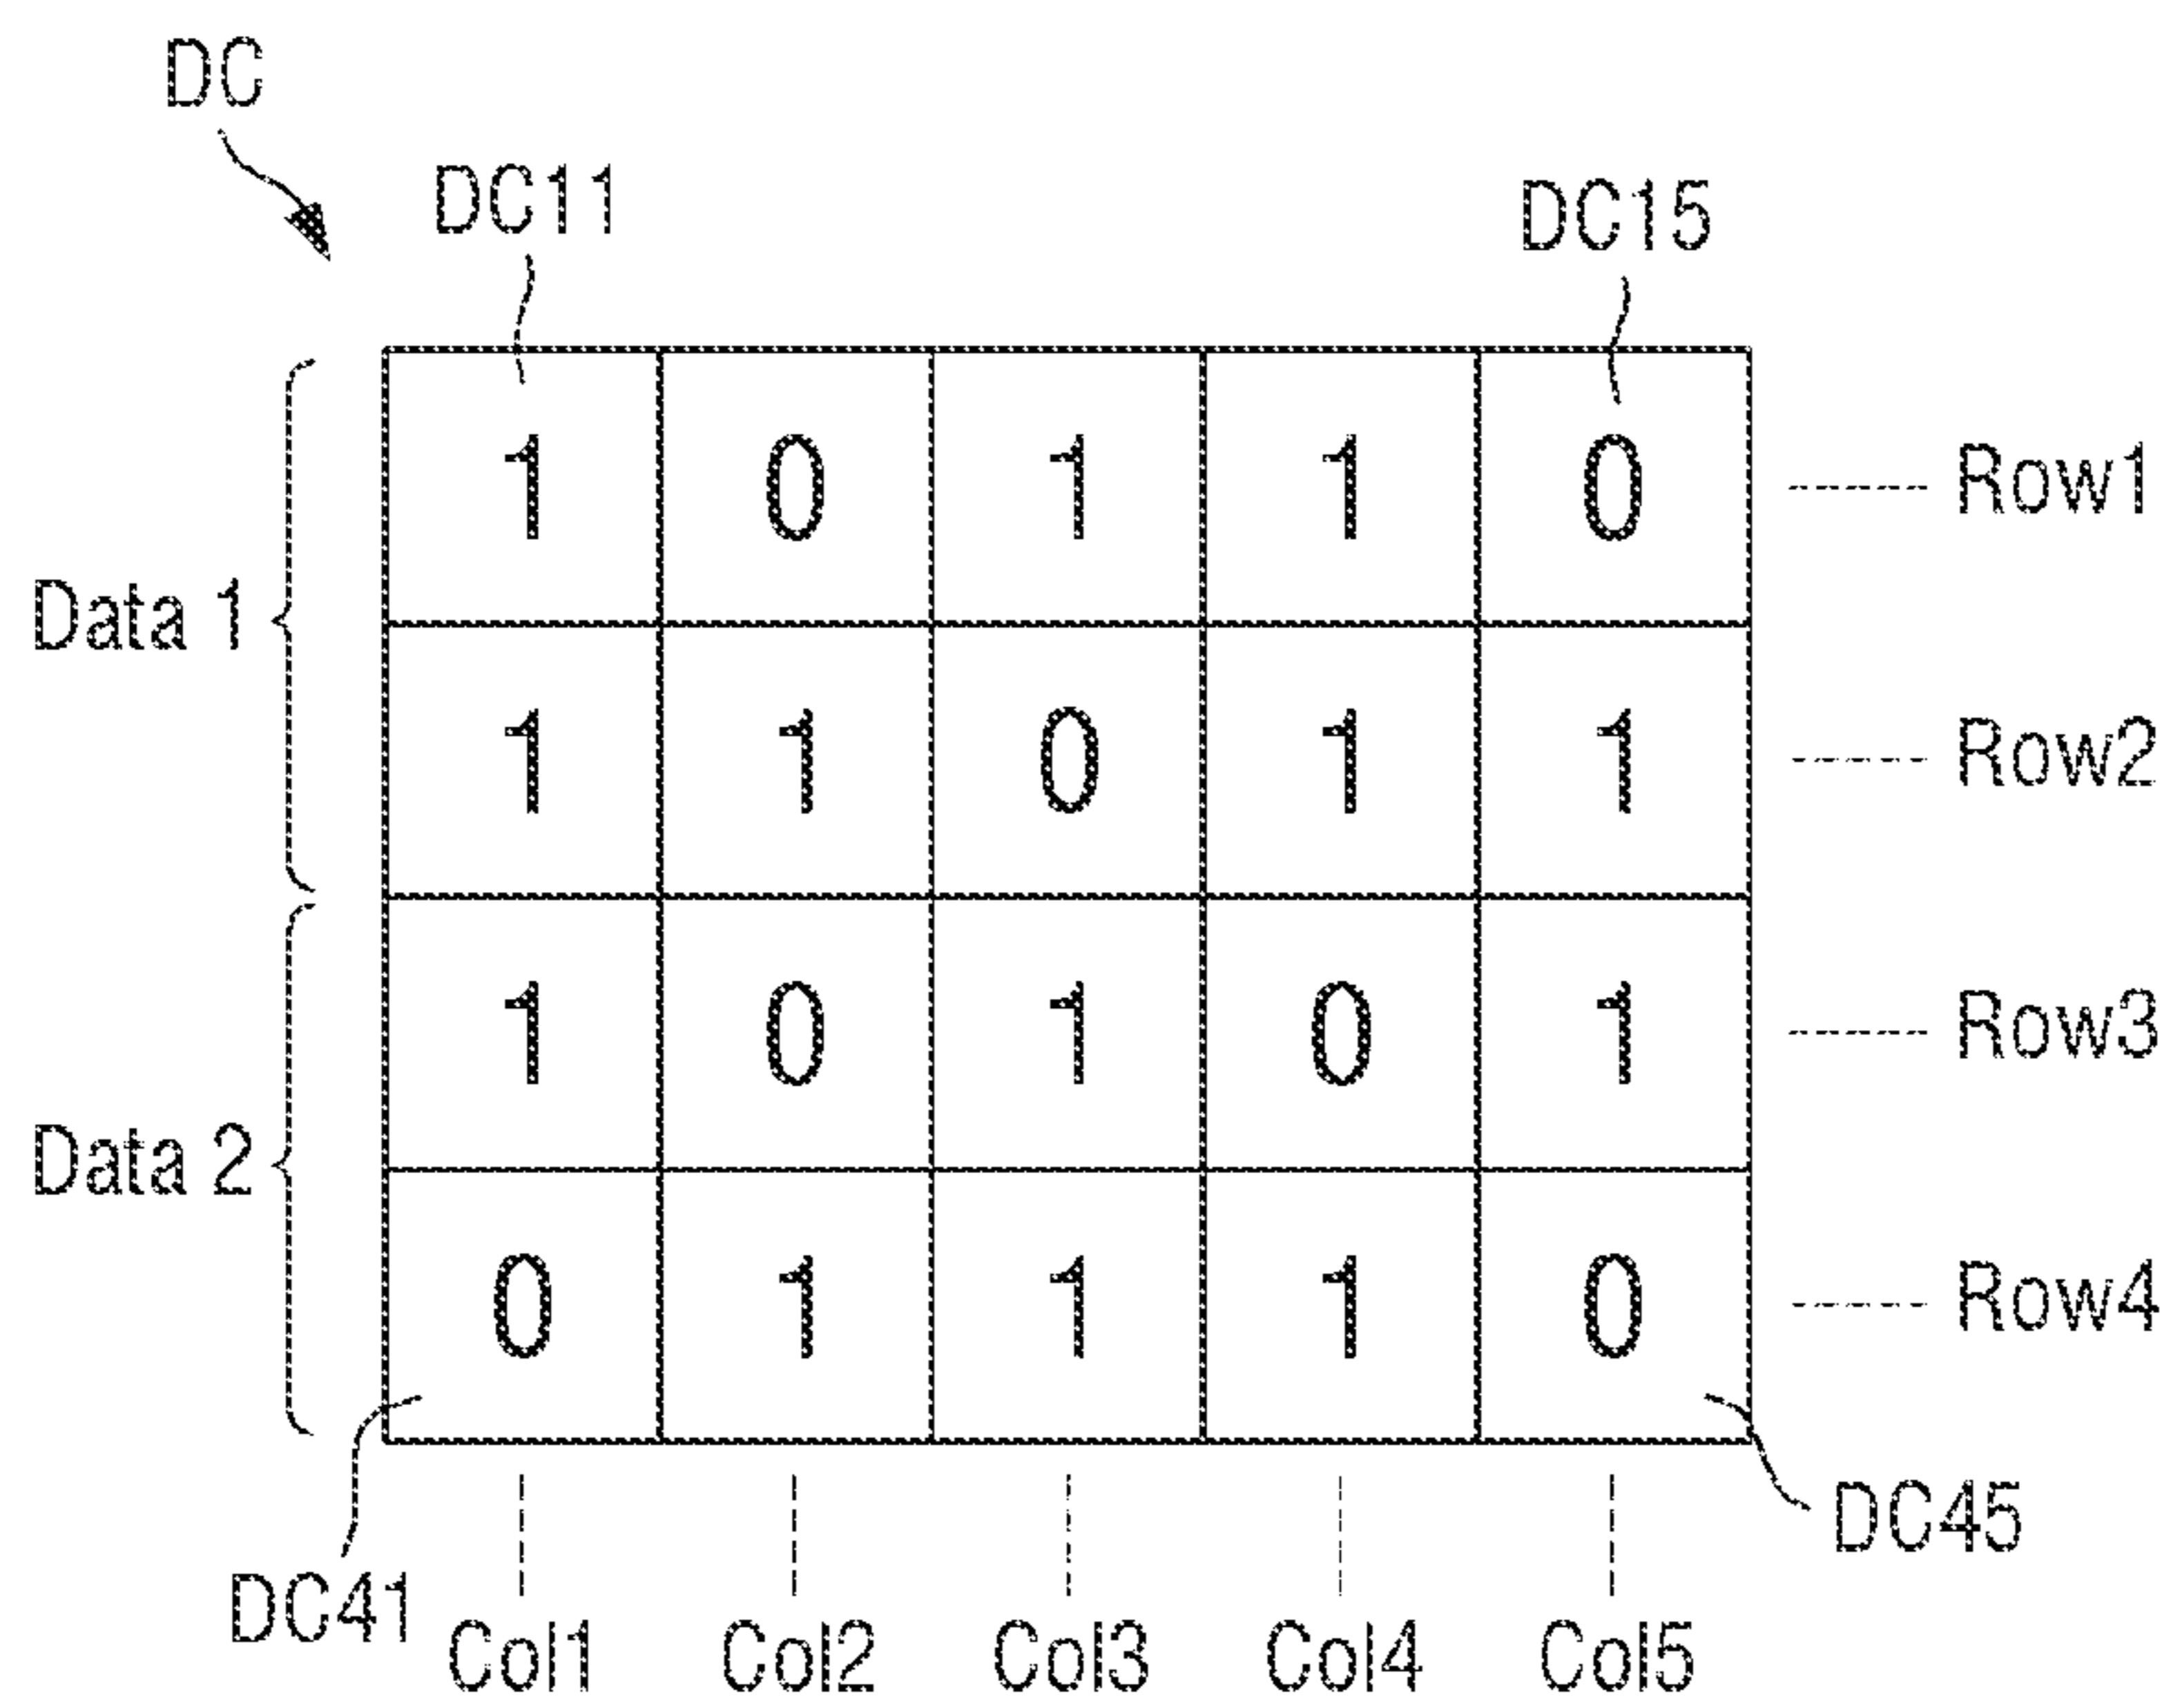 DC
DC11
DC15
1 0 1 1 0 Row1
Data 1
1 1 0 1 1 Row2
1 0 1 0 1 Row3
Data 2
0 1 1 1 0 Row4
DC45
DC41
Col1 Col2 Col3 Col4 Col5